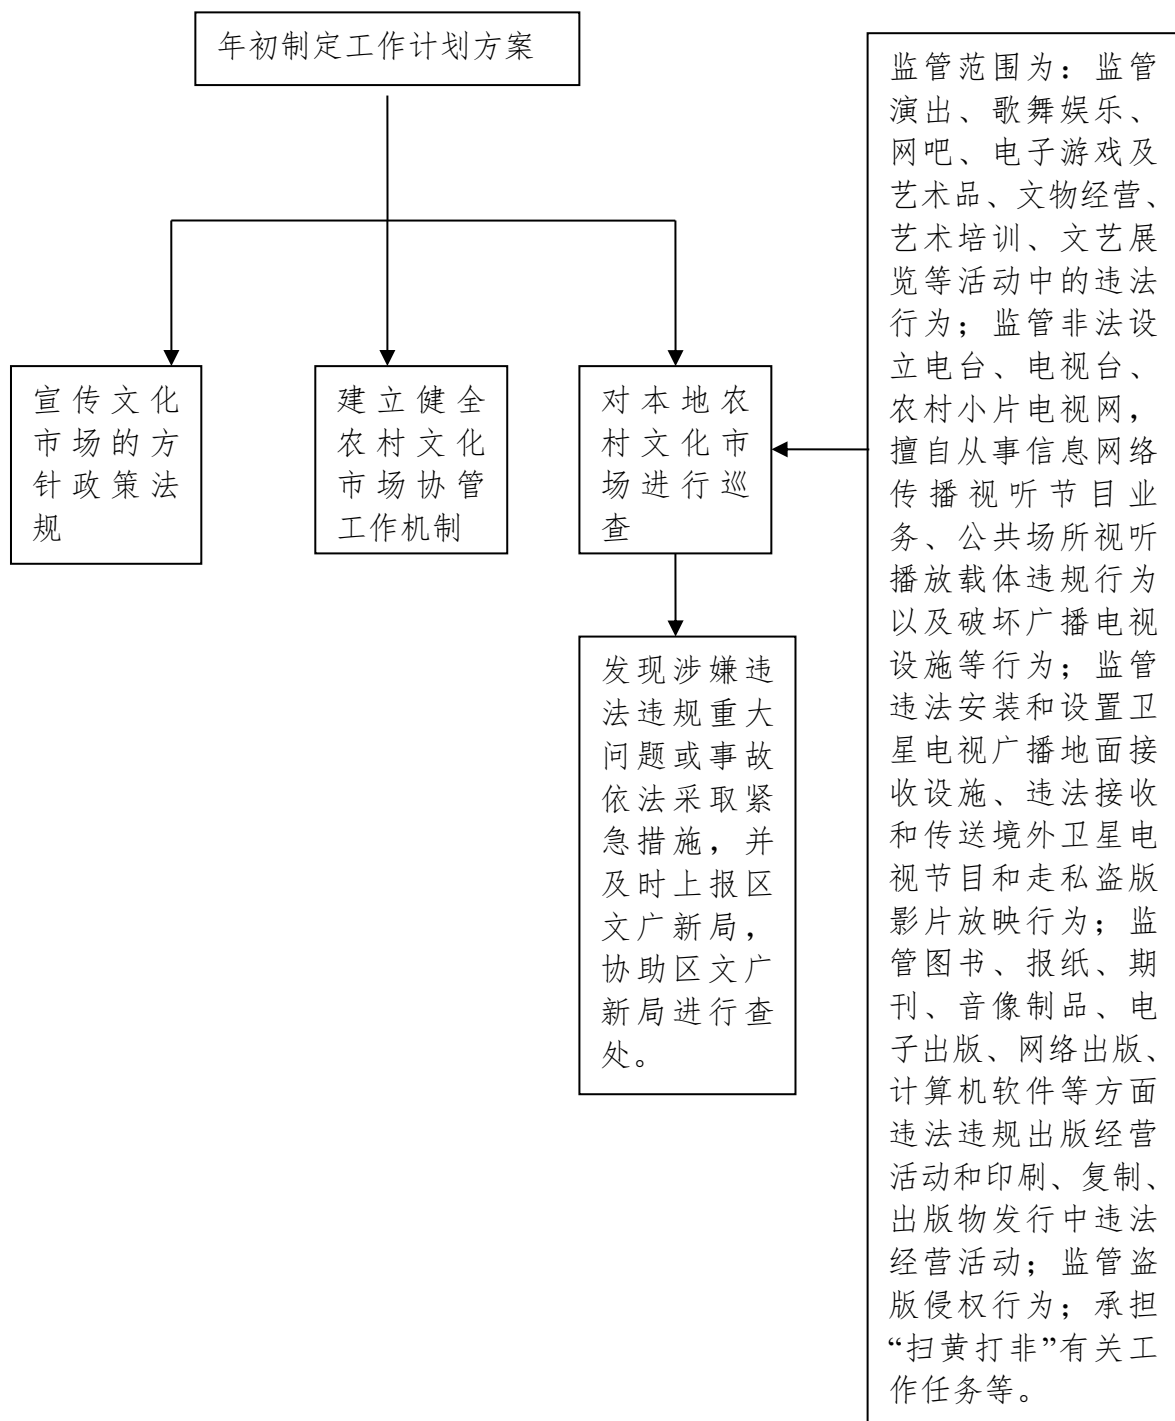 年初制定工作计划方案
宣传文化
市场的方
针政策法
规
建立健全
农村文化
市场协管
工作机制
对本地农
村文化市
场进行巡
查
发现涉嫌违
法违规重大
问题或事故
依法采取紧
急措施，并
及时上报区
文广新局，
协助区文广
新局进行查
处。
监管范围为：监管
演出、歌舞娱乐、
网吧、电子游戏及
艺术品、文物经营、
艺术培训、文艺展
览等活动中的违法
行为；监管非法设
立电台、电视台、
农村小片电视网，
擅自从事信息网络
传播视听节目业
务、公共场所视听
播放载体违规行为
以及破坏广播电视
设施等行为；监管
违法安装和设置卫
星电视广播地面接
收设施、违法接收
和传送境外卫星电
视节目和走私盗版
影片放映行为；监
管图书、报纸、期
刊、音像制品、电
子出版、网络出版、
计算机软件等方面
违法违规出版经营
活动和印刷、复制、
出版物发行中违法
经营活动；监管盗
版侵权行为；承担
“扫黄打非”有关工
作任务等。